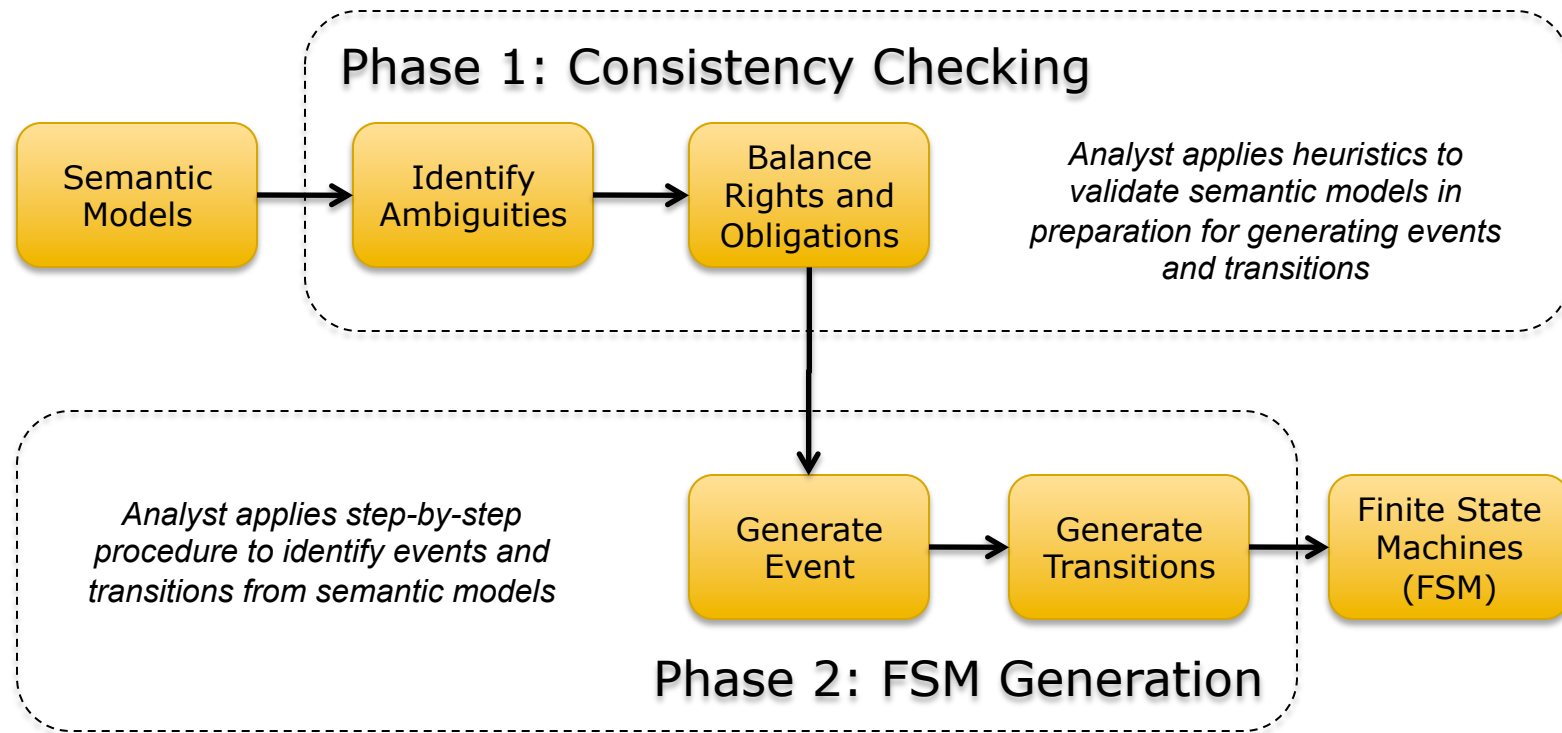 Phase 1: Consistency Checking
Semantic
Models
Identify
Ambiguities
Balance
Rights and
Obligations
Analyst applies heuristics to
validate semantic models in
preparation for generating events
and transitions
Analyst applies step-by-step
procedure to identify events and
transitions from semantic models
Generate
Event
Generate
Transitions
Finite State
Machines
(FSM)
Phase 2: FSM Generation